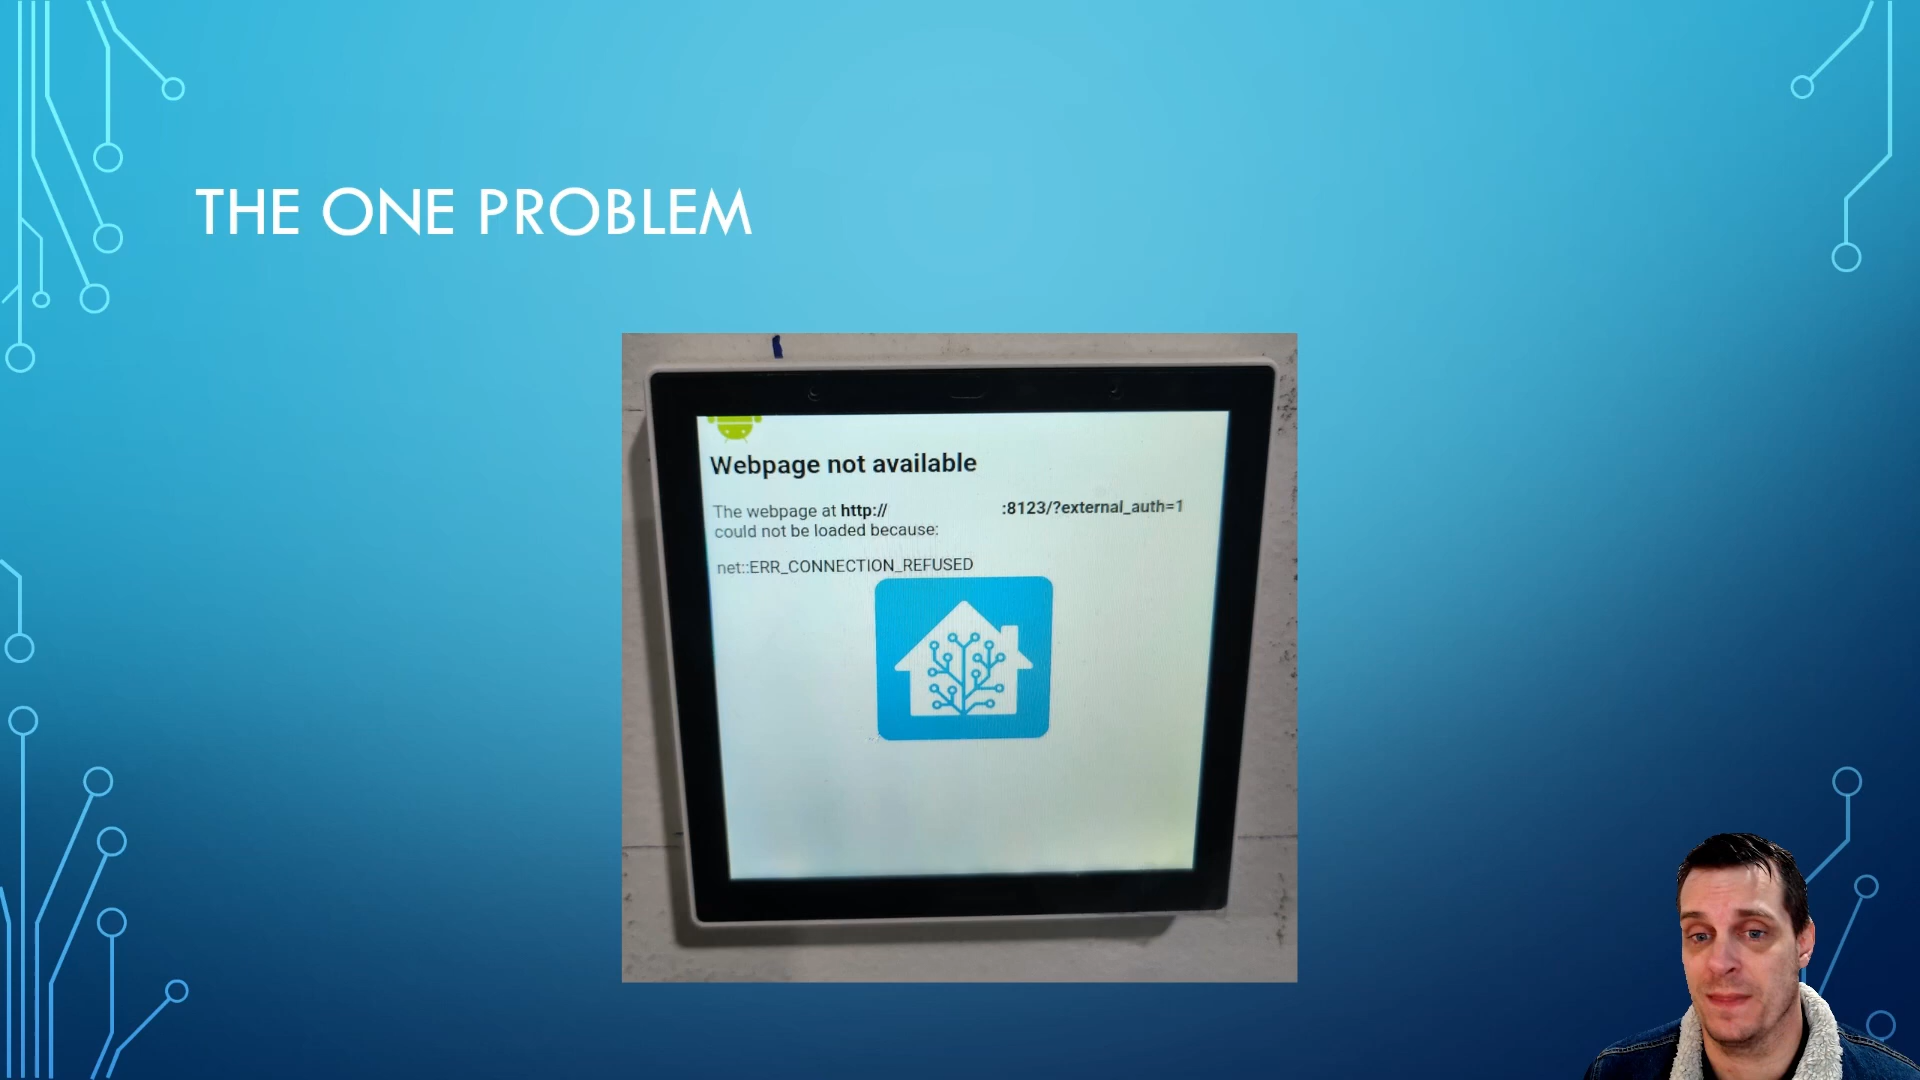 THE ONE PROBLEM
Webpage not available
The webpage at http:// :8123/?external_auth=1
could not be loaded because:
net::ERR_CONNECTION_REFUSED